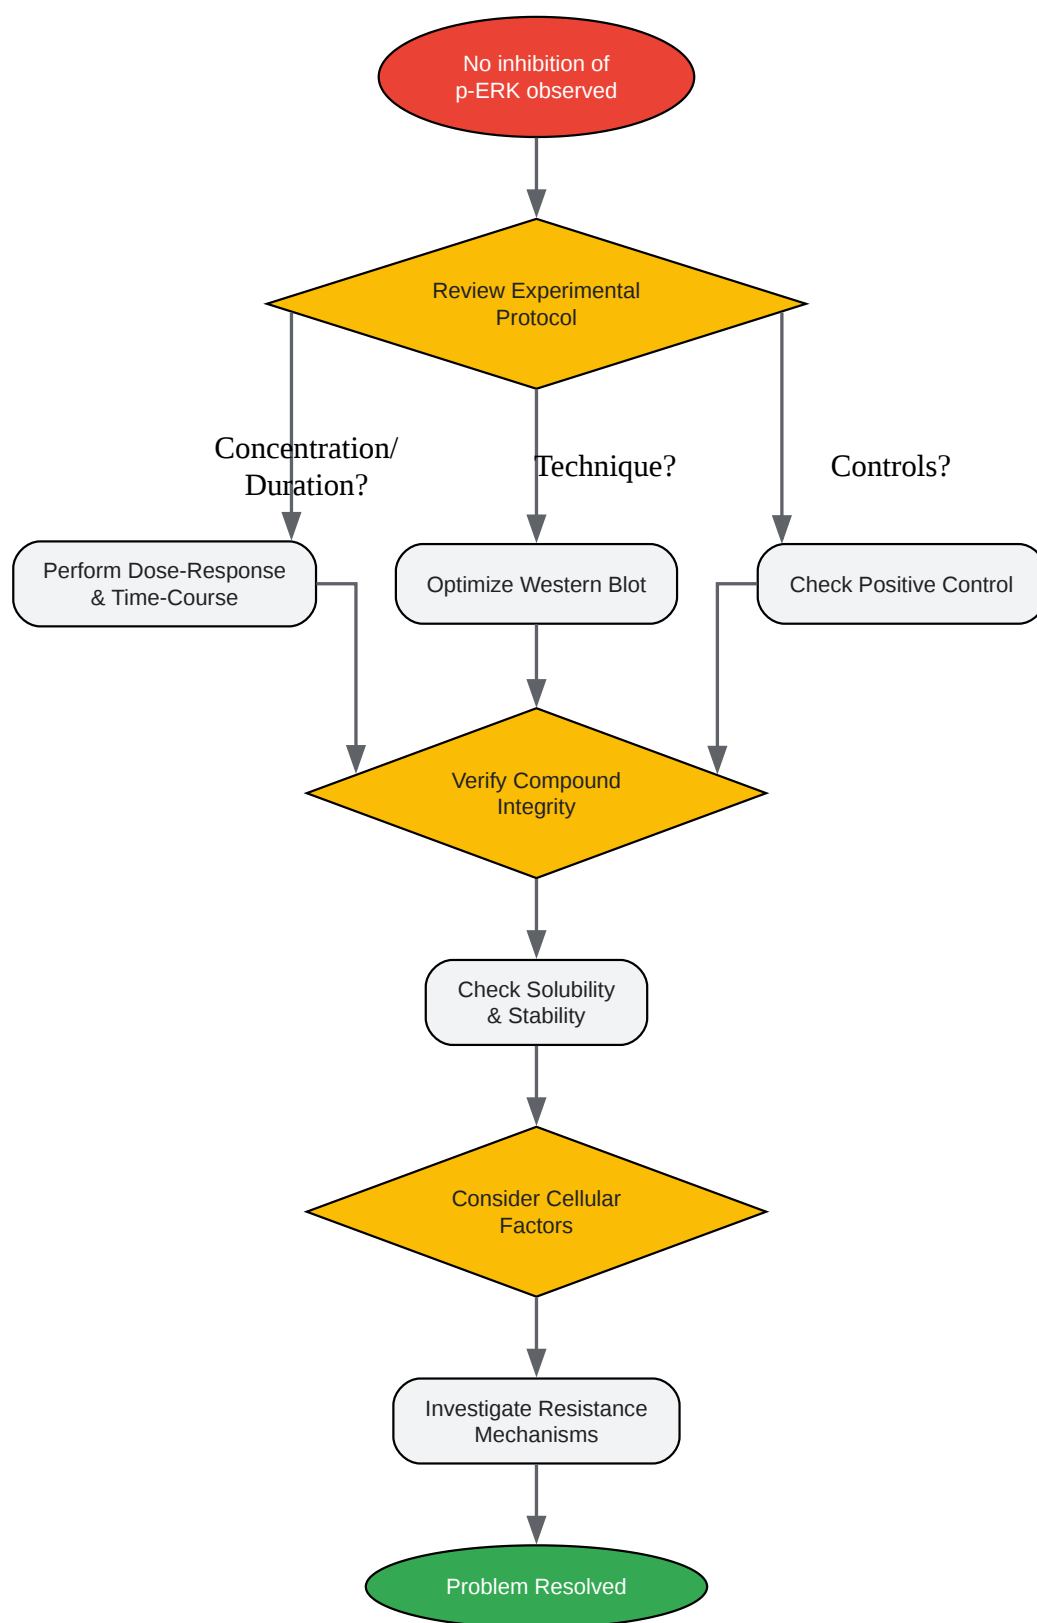 No inhibition of
p-ERK observed
Review Experimental
Protocol
Concentration/
Duration?
Technique?
Controls?
Perform Dose-Response
& Time-Course
Optimize Western Blot
Check Positive Control
Verify Compound
Integrity
Check Solubility
& Stability
Consider Cellular
Factors
Investigate Resistance
Mechanisms
Problem Resolved